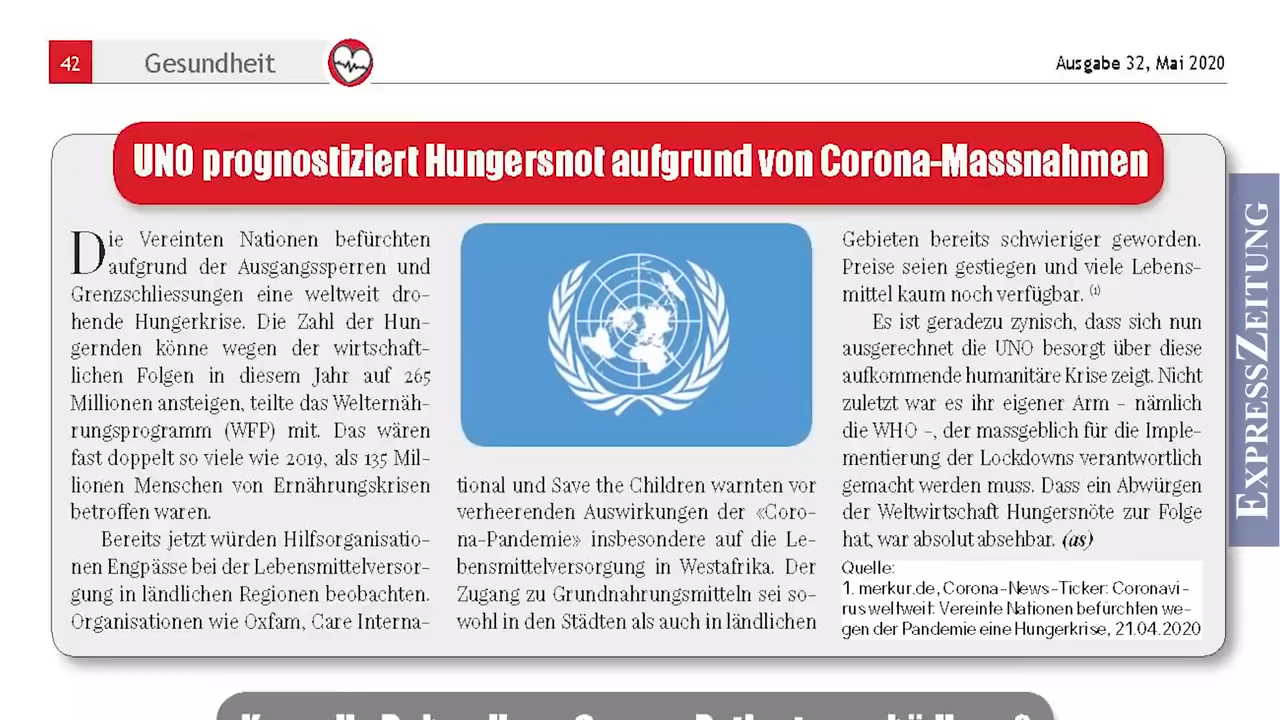 42
Gesundheit
Ausgabe 32, Mai 2020
UNO prognostiziert Hungersnot aufgrund von Corona-Massnahmen
Die Vereinten Nationen befürchten
aufgrund der Ausgangssperren und
Grenzschliessungen eine weltweit dro-
hende Hungerkrise. Die Zahl der Hun-
gernden könne wegen der wirtschaft-
lichen Folgen in diesem Jahr auf 265
Millionen ansteigen, teilte das Welternäh-
rungsprogramm (WFP) mit. Das wären
fast doppelt so viele wie 2019, als 135 Mil-
lionen Menschen von Ernährungskrisen
betroffen waren.
Bereits jetzt würden Hilfsorganisatio-
nen Engpässe bei der Lebensmittelversor-
gung in ländlichen Regionen beobachten.
Organisationen wie Oxfam, Care Interna-
tional und Save the Children warnten vor
verheerenden Auswirkungen der «Coro-
na-Pandemie» insbesondere auf die Le-
bensmittelversorgung in Westafrika. Der
Zugang zu Grundnahrungsmitteln sei so-
wohl in den Städten als auch in ländlichen
Gebieten bereits schwieriger geworden.
Preise seien gestiegen und viele Lebens-
mittel kaum noch verfügbar. (1)
Es ist geradezu zynisch, dass sich nun
ausgerechnet die UNO besorgt über diese
aufkommende humanitäre Krise zeigt. Nicht
zuletzt war es ihr eigener Arm – nämlich
die WHO –, der massgeblich für die Imple-
mentierung der Lockdowns verantwortlich
gemacht werden muss. Dass ein Abwürgen
der Weltwirtschaft Hungersnöte zur Folge
hat, war absolut absehbar. (as)
Quelle:
1. merkur.de, Corona-News-Ticker: Coronavi-
rus weltweit: Vereinte Nationen befürchten we-
gen der Pandemie eine Hungerkrise, 21.04.2020
EXPRESSZEITUNG